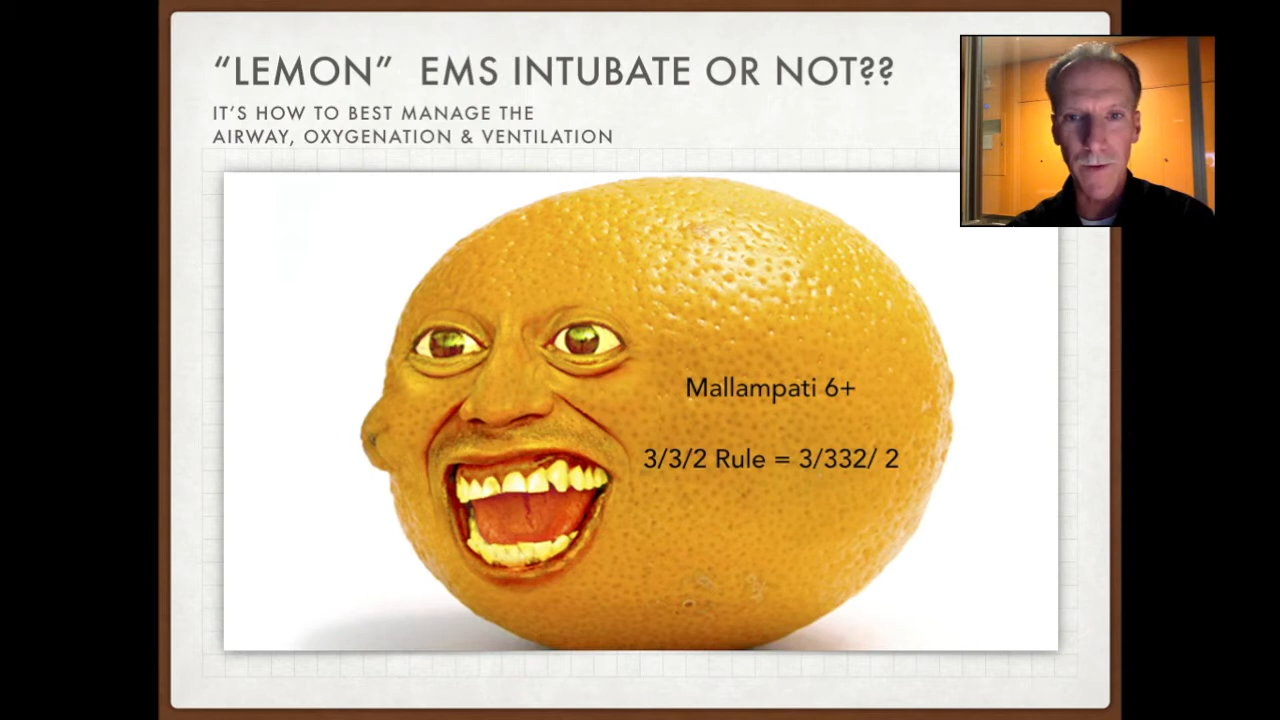 “LEMON” EMS INTUBATE OR NOT??
IT’S HOW TO BEST MANAGE THE
AIRWAY, OXYGENATION & VENTILATION
Mallampati 6+
3/3/2 Rule = 3/332/ 2